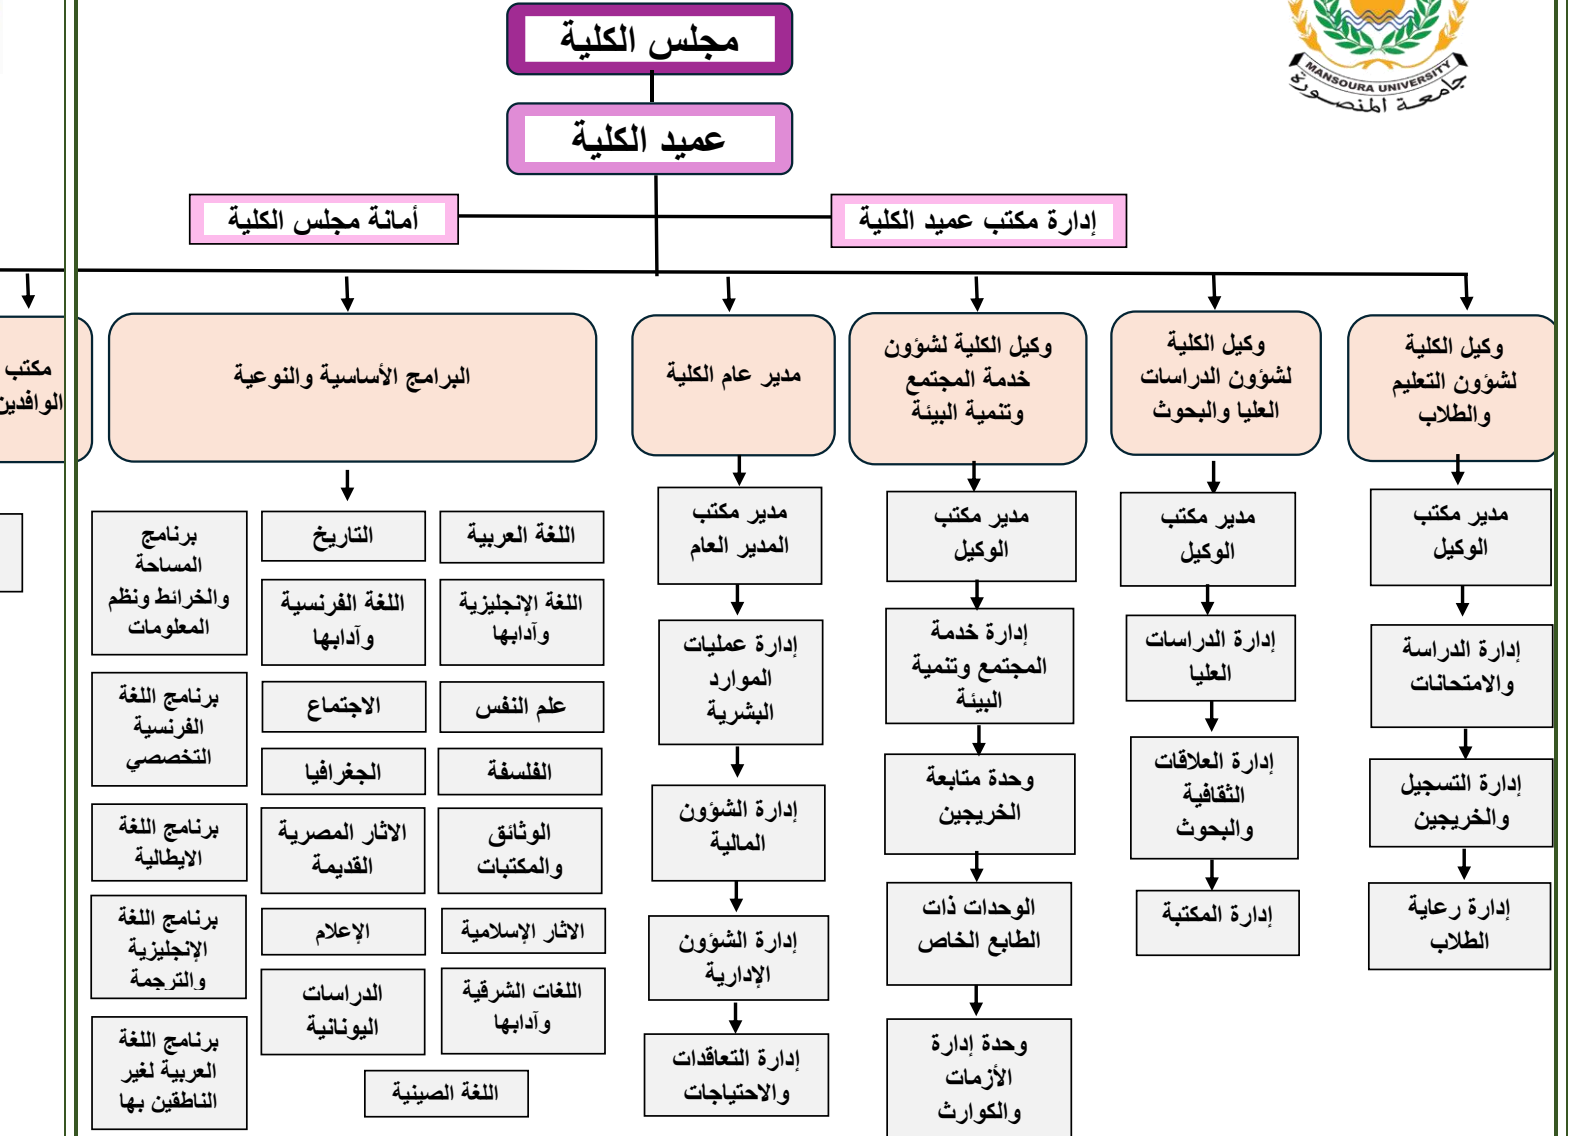 مجلس الكلية
عميد الكلية
MANSOURA UNIVERSITY
جامعة المنصورة
إدارة مكتب عميد الكلية
أمانة مجلس الكلية
وكيل الكلية
لشؤون التعليم
والطلاب
وكيل الكلية
لشؤون الدراسات
العليا والبحوث
وكيل الكلية لشؤون
خدمة المجتمع
وتنمية البيئة
مدير عام الكلية
البرامج الأساسية والنوعية
مكتب
الوافدين
مدير مكتب
الوكيل
إدارة الدراسة
والامتحانات
إدارة التسجيل
والخريجين
إدارة رعاية
الطلاب
مدير مكتب
الوكيل
إدارة الدراسات
العليا
إدارة العلاقات
الثقافية
والبحوث
إدارة المكتبة
مدير مكتب
الوكيل
إدارة خدمة
المجتمع وتنمية
البيئة
وحدة متابعة
الخريجين
الوحدات ذات
الطابع الخاص
وحدة إدارة
الأزمات
والكوارث
مدير مكتب
المدير العام
إدارة عمليات
الموارد
البشرية
إدارة الشؤون
المالية
إدارة الشؤون
الإدارية
إدارة التعاقدات
والاحتياجات
اللغة العربية
اللغة الإنجليزية
وآدابها
علم النفس
الفلسفة
الوثائق
والمكتبات
الاثار الإسلامية
اللغات الشرقية
وآدابها
التاريخ
اللغة الفرنسية
وآدابها
الاجتماع
الجغرافيا
الاثار المصرية
القديمة
الإعلام
الدراسات
اليونانية
اللغة الصينية
برنامج
المساحة
والخرائط ونظم
المعلومات
برنامج اللغة
الفرنسية
التخصصي
برنامج اللغة
الايطالية
برنامج اللغة
الإنجليزية
والترجمة
برنامج اللغة
العربية لغير
الناطقين بها